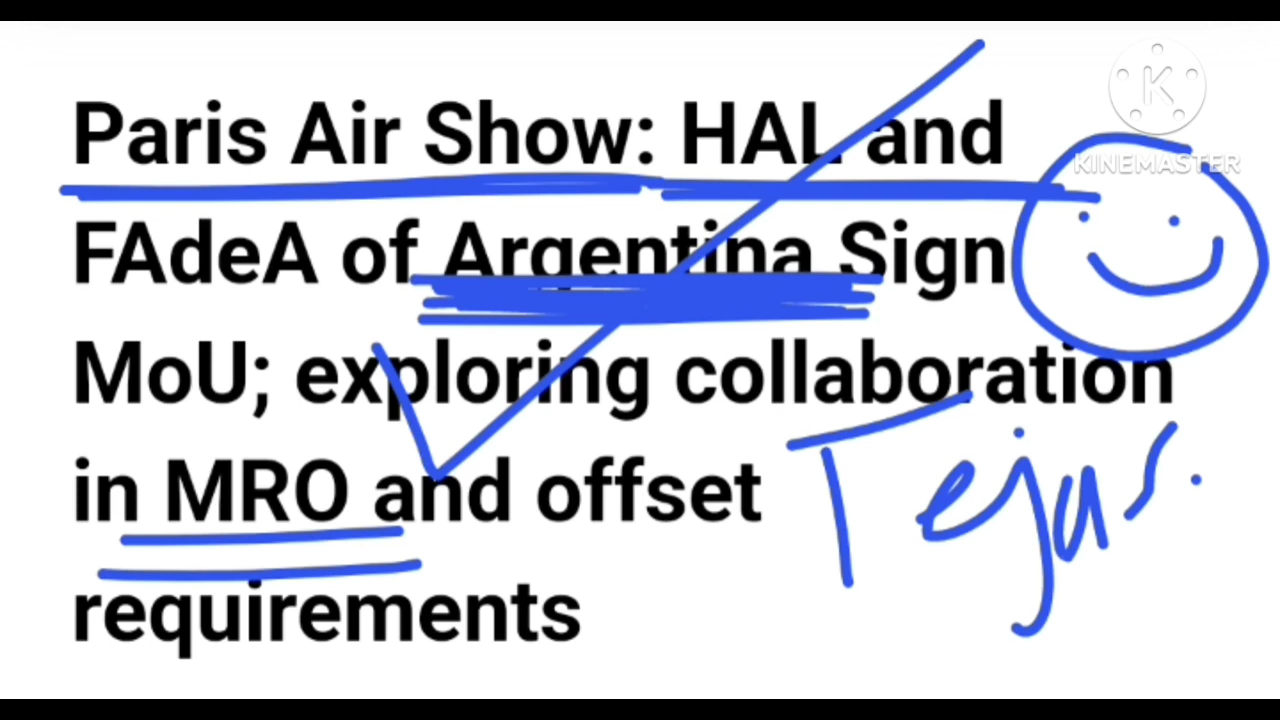 Paris Air Show: HAL and
FAdeA of Argentina Sign
MoU; exploring collaboration
in MRO and offset
requirements
Tejas.
K
KINEMASTER